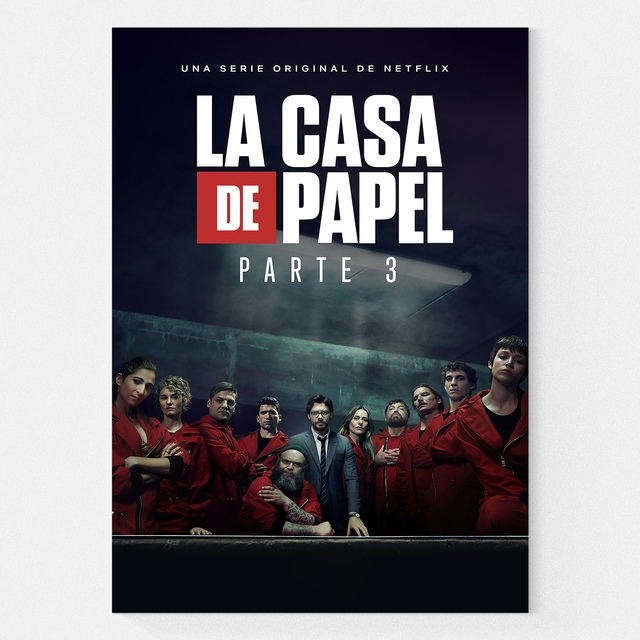 UNA SERIE ORIGINAL DE NETFLIX
LA CASA
DE PAPEL
PARTE 3